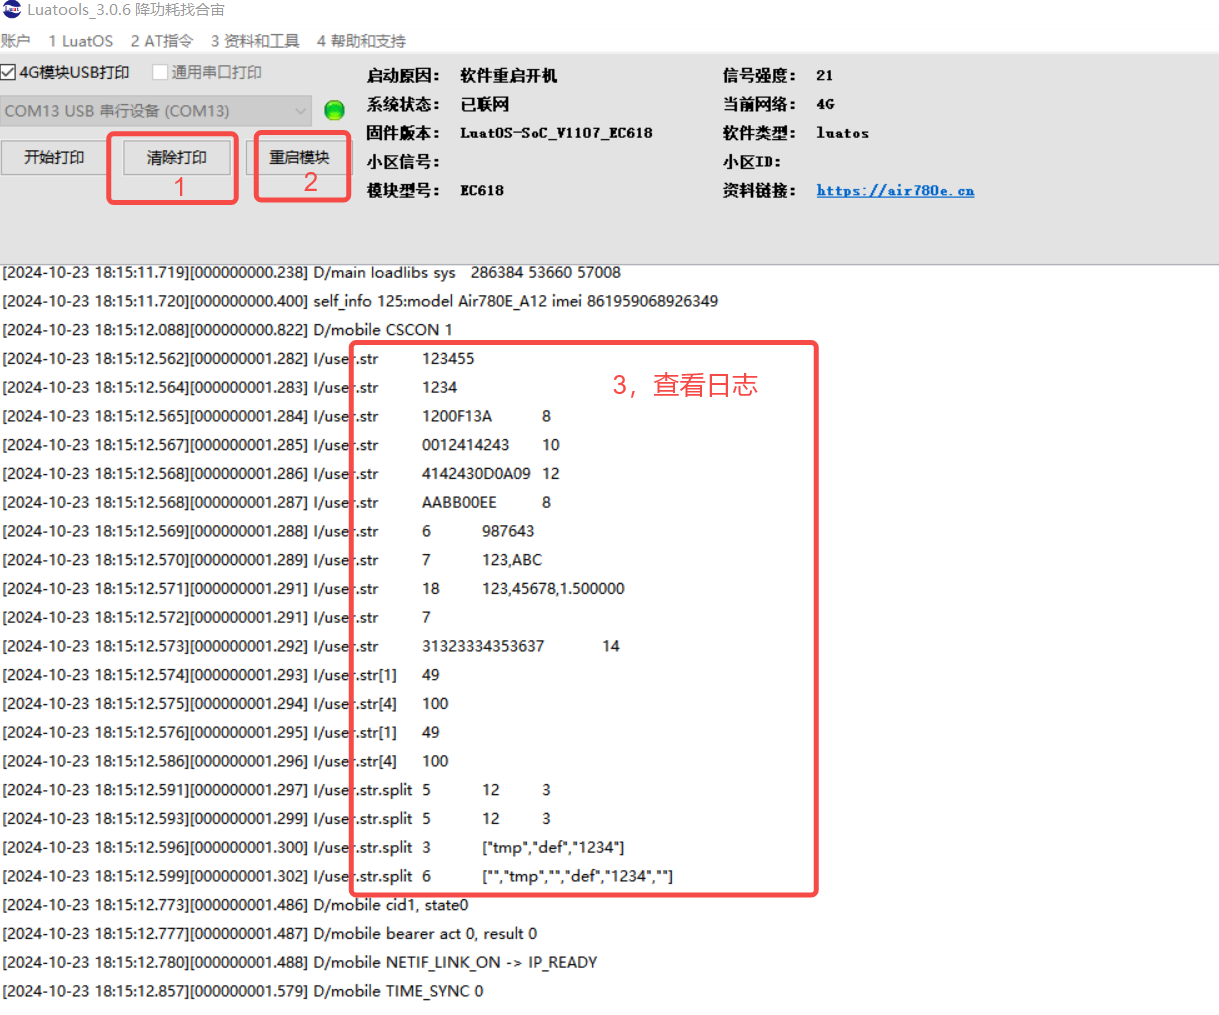 Luat Luatools_3.0.6 降功耗找合宙
账户 1 LuatOS 2 AT指令 3 资料和工具 4 帮助和支持
4G模块USB打印 通用串口打印
COM13 USB 串行设备 (COM13)
开始打印 清除打印 重启模块
1 2
启动原因： 软件重启开机 信号强度： 21
系统状态： 已联网 当前网络： 4G
固件版本： LuatOS-SoC_V1107_EC618 软件类型： luatos
小区信号： 小区ID：
模块型号： EC618 资料链接： https://air780e.cn
[2024-10-23 18:15:11.719][000000000.238] D/main loadlibs sys 286384 53660 57008
[2024-10-23 18:15:11.720][000000000.400] self_info 125:model Air780E_A12 imei 861959068926349
[2024-10-23 18:15:12.088][000000000.822] D/mobile CSCON 1
[2024-10-23 18:15:12.562][000000001.282] I/user.str 123455
3，查看日志
[2024-10-23 18:15:12.564][000000001.283] I/user.str 1234
[2024-10-23 18:15:12.565][000000001.284] I/user.str 1200F13A 8
[2024-10-23 18:15:12.567][000000001.285] I/user.str 0012414243 10
[2024-10-23 18:15:12.568][000000001.286] I/user.str 4142430D0A09 12
[2024-10-23 18:15:12.568][000000001.287] I/user.str AABB00EE 8
[2024-10-23 18:15:12.569][000000001.288] I/user.str 6 987643
[2024-10-23 18:15:12.570][000000001.289] I/user.str 7 123,ABC
[2024-10-23 18:15:12.571][000000001.291] I/user.str 18 123,45678,1.500000
[2024-10-23 18:15:12.572][000000001.291] I/user.str 7
[2024-10-23 18:15:12.573][000000001.292] I/user.str 31323334353637 14
[2024-10-23 18:15:12.574][000000001.293] I/user.str[1] 49
[2024-10-23 18:15:12.575][000000001.294] I/user.str[4] 100
[2024-10-23 18:15:12.576][000000001.295] I/user.str[1] 49
[2024-10-23 18:15:12.586][000000001.296] I/user.str[4] 100
[2024-10-23 18:15:12.591][000000001.297] I/user.str.split 5 12 3
[2024-10-23 18:15:12.593][000000001.299] I/user.str.split 5 12 3
[2024-10-23 18:15:12.596][000000001.300] I/user.str.split 3 ["tmp","def","1234"]
[2024-10-23 18:15:12.599][000000001.302] I/user.str.split 6 ["","tmp","","def","1234",""]
[2024-10-23 18:15:12.773][000000001.486] D/mobile cid1, state0
[2024-10-23 18:15:12.777][000000001.487] D/mobile bearer act 0, result 0
[2024-10-23 18:15:12.780][000000001.488] D/mobile NETIF_LINK_ON -> IP_READY
[2024-10-23 18:15:12.857][000000001.579] D/mobile TIME_SYNC 0